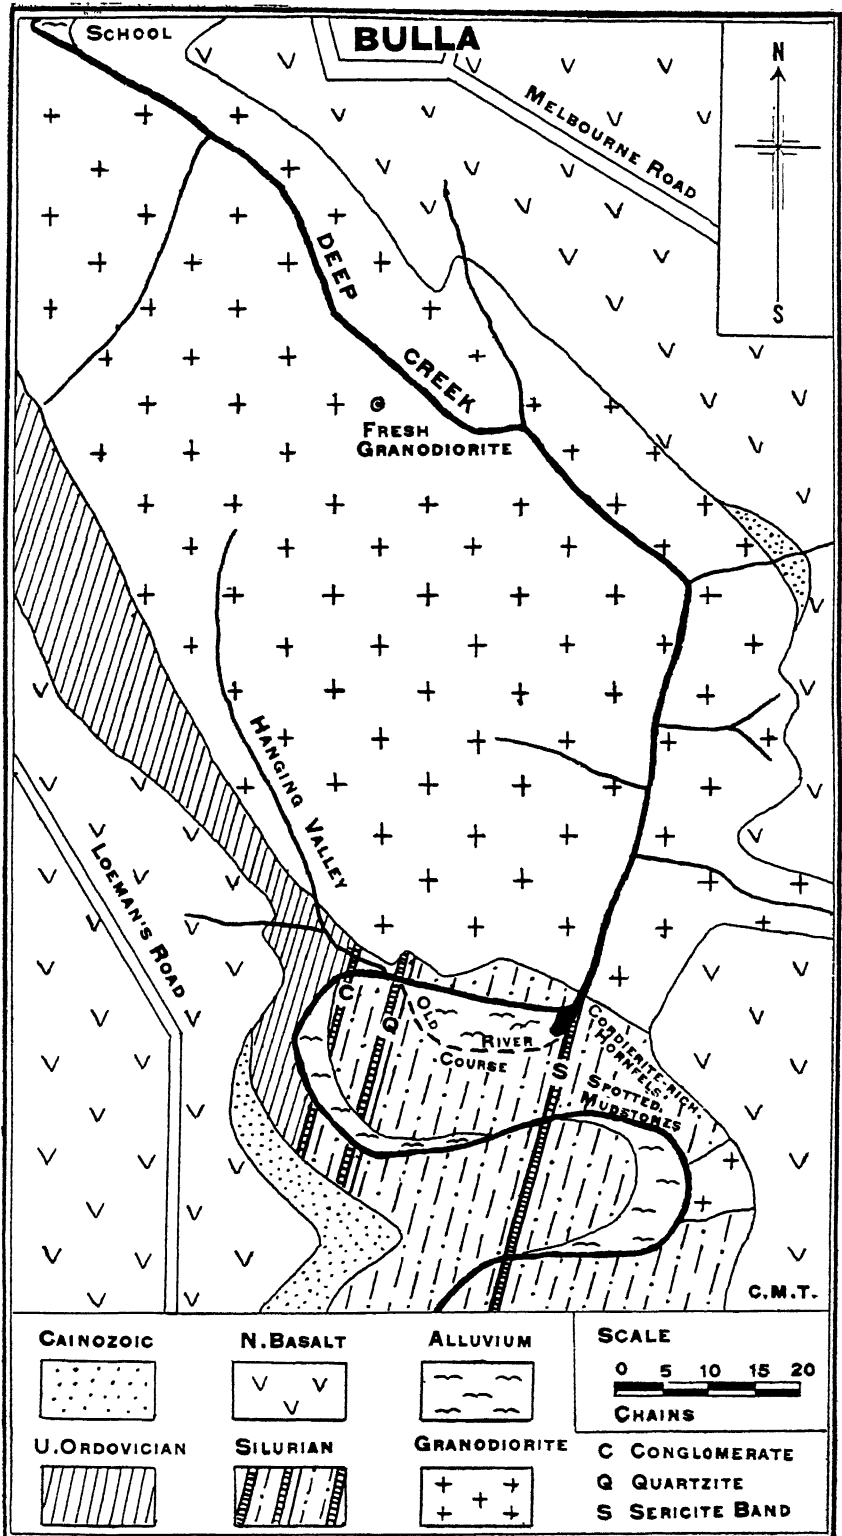 SCHOOL
BULLA
MELBOURNE ROAD
N
S
DEEP
CREEK
FRESH
GRANODIORITE
HANGING VALLEY
LOEMAN'S ROAD
C
Q
OLD
RIVER
COURSE
S
CORDIERITE-RICH
HORNFELS
SPOTTED
MUDSTONES
C.M.T.
CAINOZOIC
N.BASALT
ALLUVIUM
SCALE
0 5 10 15 20
CHAINS
U.ORDOVICIAN
SILURIAN
GRANODIORITE
C CONGLOMERATE
Q QUARTZITE
S SERICITE BAND